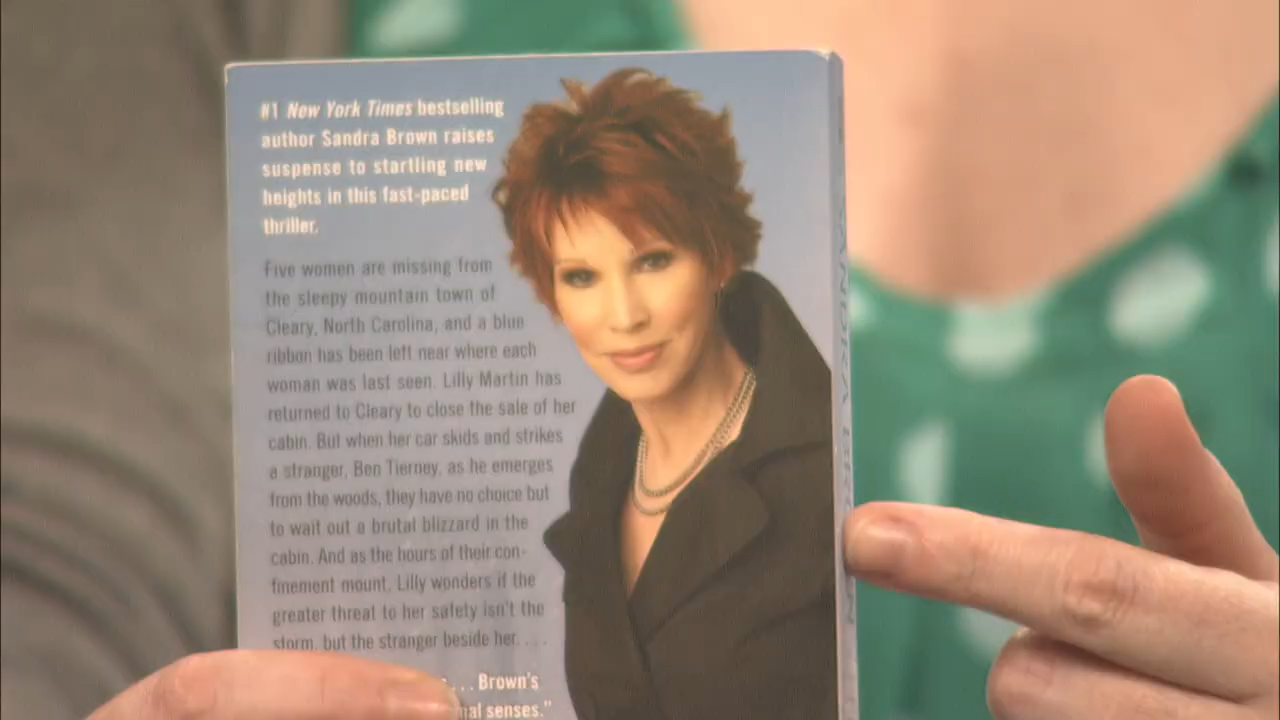 #1 New York Times bestselling
author Sandra Brown raises
suspense to startling new
heights in this fast-paced
thriller.
Five women are missing from
the sleepy mountain town of
Cleary, North Carolina, and a blue
ribbon has been left near where each
woman was last seen. Lilly Martin has
returned to Cleary to close the sale of her
cabin. But when her car skids and strikes
a stranger, Ben Tierney, as he emerges
from the woods, they have no choice but
to wait out a brutal blizzard in the
cabin. And as the hours of their con-
finement mount, Lilly wonders if the
greater threat to her safety isn't the
storm, but the stranger beside her. . . .
. . . Brown's
nal senses."